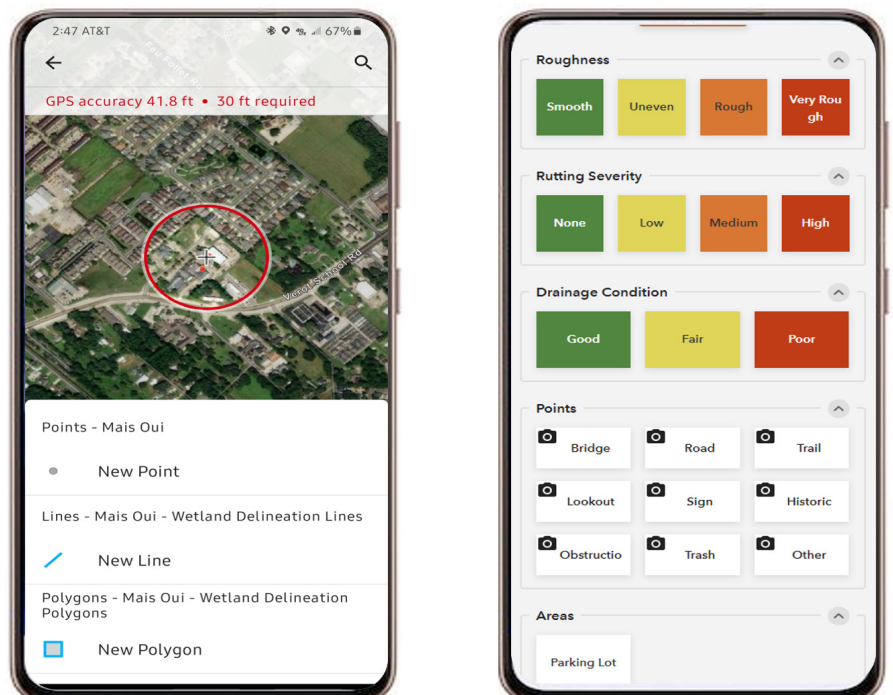 2:47 AT&T
67%
GPS accuracy 41.8 ft • 30 ft required
Verot School Rd
Points - Mais Oui
New Point
Lines - Mais Oui - Wetland Delineation Lines
New Line
Polygons - Mais Oui - Wetland Delineation
Polygons
New Polygon
Roughness
Smooth
Uneven
Rough
Very Rou
gh
Rutting Severity
None
Low
Medium
High
Drainage Condition
Good
Fair
Poor
Points
Bridge
Road
Trail
Lookout
Sign
Historic
Obstructio
Trash
Other
Areas
Parking Lot